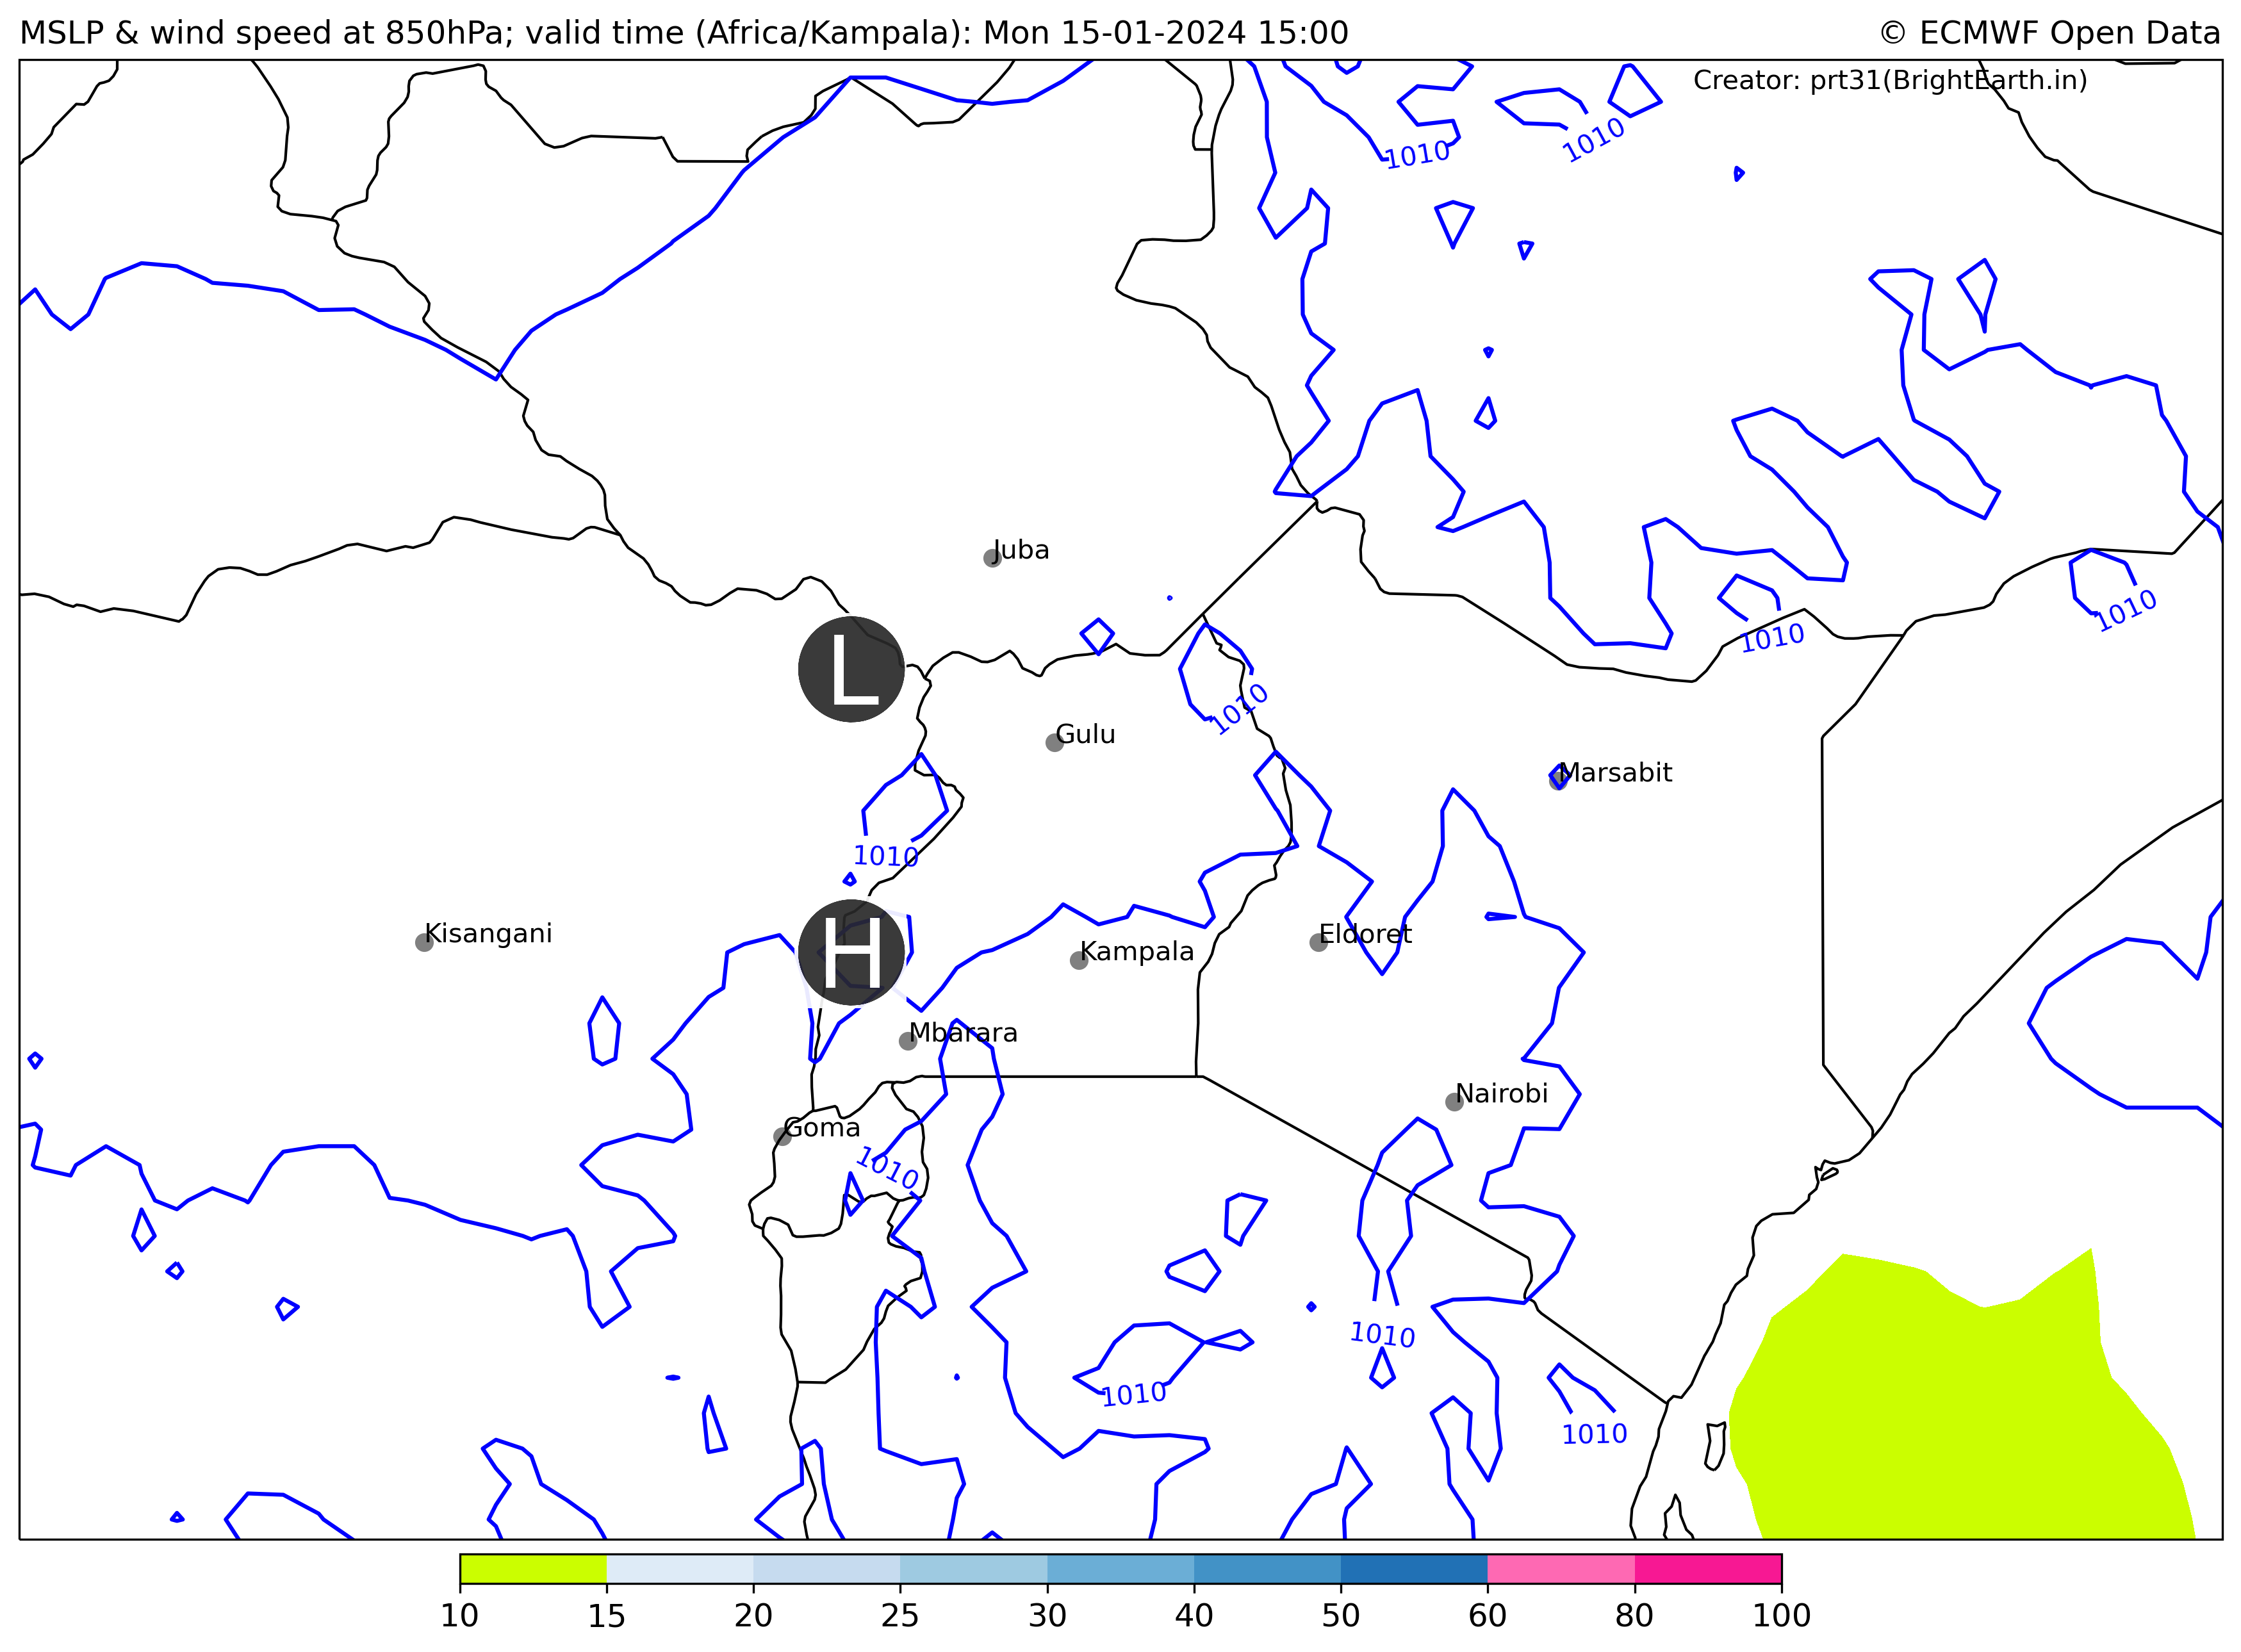 MSLP & wind speed at 850hPa; valid time (Africa/Kampala): Mon 15-01-2024 15:00
© ECMWF Open Data
Creator: prt31(BrightEarth.in)
1010
1010
Juba
1010
1010
L
1010
Gulu
Marsabit
1010
Kisangani
H
Kampala
Eldoret
Mbarara
Nairobi
Goma
1010
1010
1010
1010
10 15 20 25 30 40 50 60 80 100